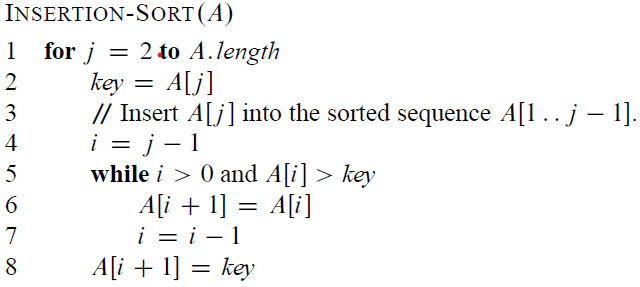 INSERTION-SORT(A)
1 for j = 2 to A.length
2 key = A[j]
3 // Insert A[j] into the sorted sequence A[1 . . j − 1].
4 i = j − 1
5 while i > 0 and A[i] > key
6 A[i + 1] = A[i]
7 i = i − 1
8 A[i + 1] = key